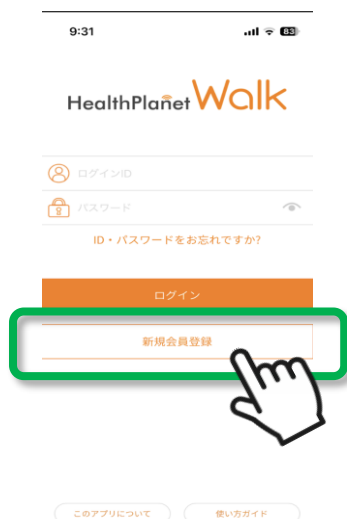 9:31
83
HealthPlanet Walk
ログインID
パスワード
ID・パスワードをお忘れですか?
ログイン
新規会員登録
このアプリについて
使い方ガイド